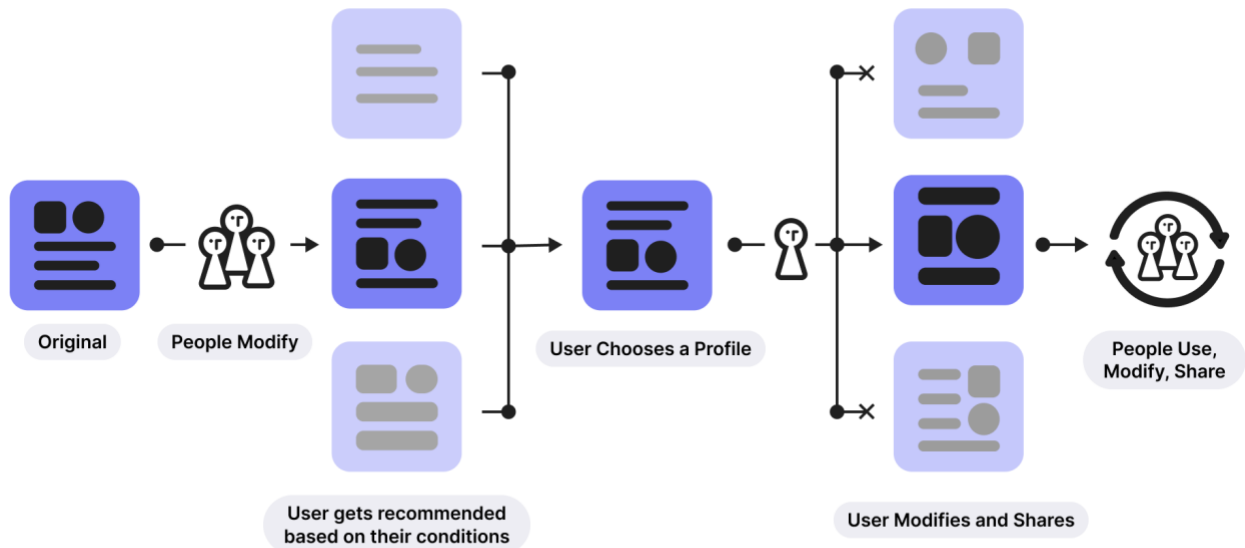 Original
People Modify
User Chooses a Profile
People Use,
Modify, Share
User gets recommended
based on their conditions
User Modifies and Shares